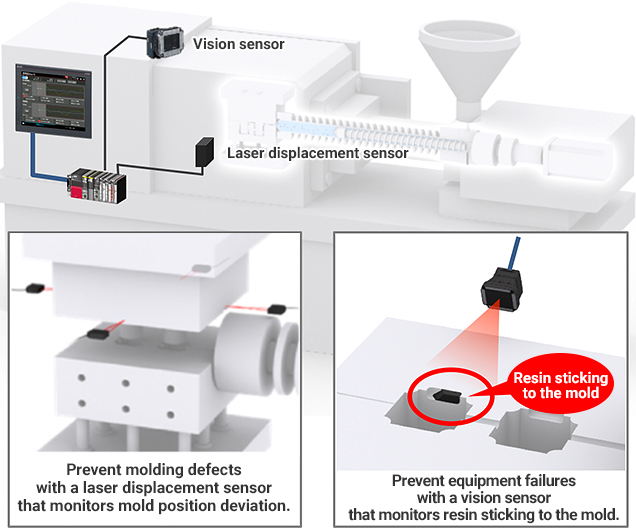 Vision sensor
Laser displacement sensor
Prevent molding defects
with a laser displacement sensor
that monitors mold position deviation.
Resin sticking
to the mold
Prevent equipment failures
with a vision sensor
that monitors resin sticking to the mold.